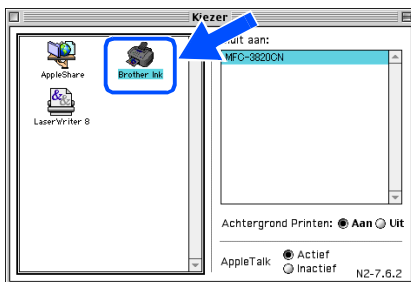 Kiezer
AppleShare
Brother Ink
LaserWriter 8
uit aan:
MFC-3820CN
Achtergrond Printen: Aan Uit
AppleTalk
Actief
Inactief
N2-7.6.2